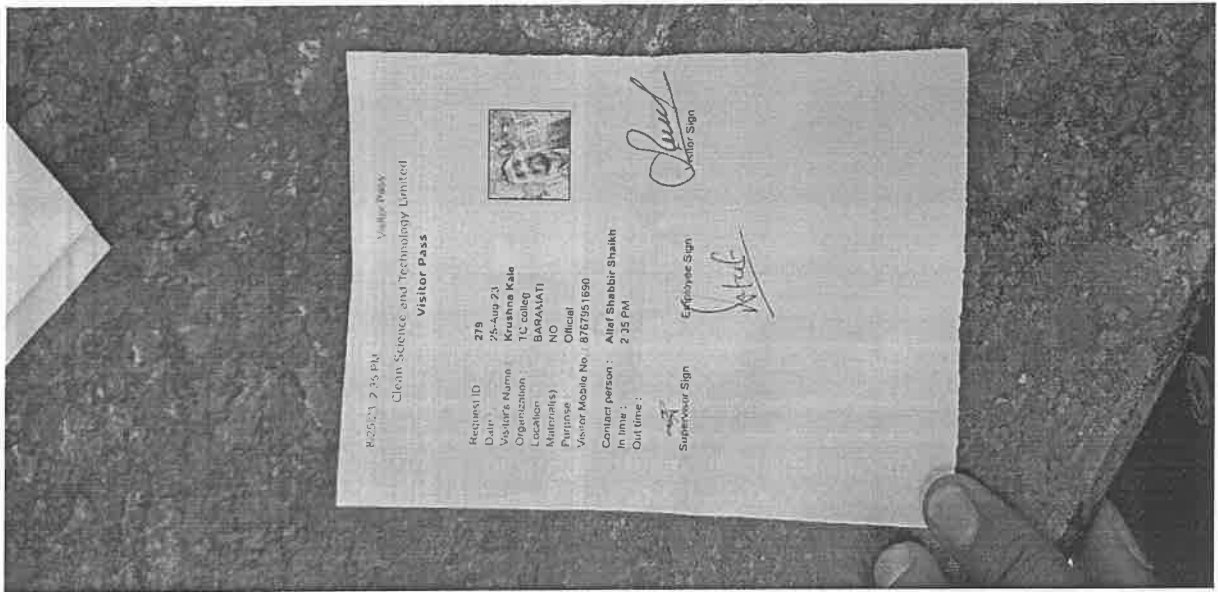 8/25/23, 2:35 PM Visitor Pass
Clean Science and Technology Limited
Visitor Pass
Request ID 279
Date : 25-Aug-23
Visitor's Name : Krushna Kale
Organization : TC colleg
Location : BARAMATI
Material(s) NO
Purpose Official
Visitor Mobile No. : 8767951690
Contact person : Altaf Shabbir Shaikh
In time : 2:35 PM
Out time :
Supervisor Sign Employee Sign Visitor Sign